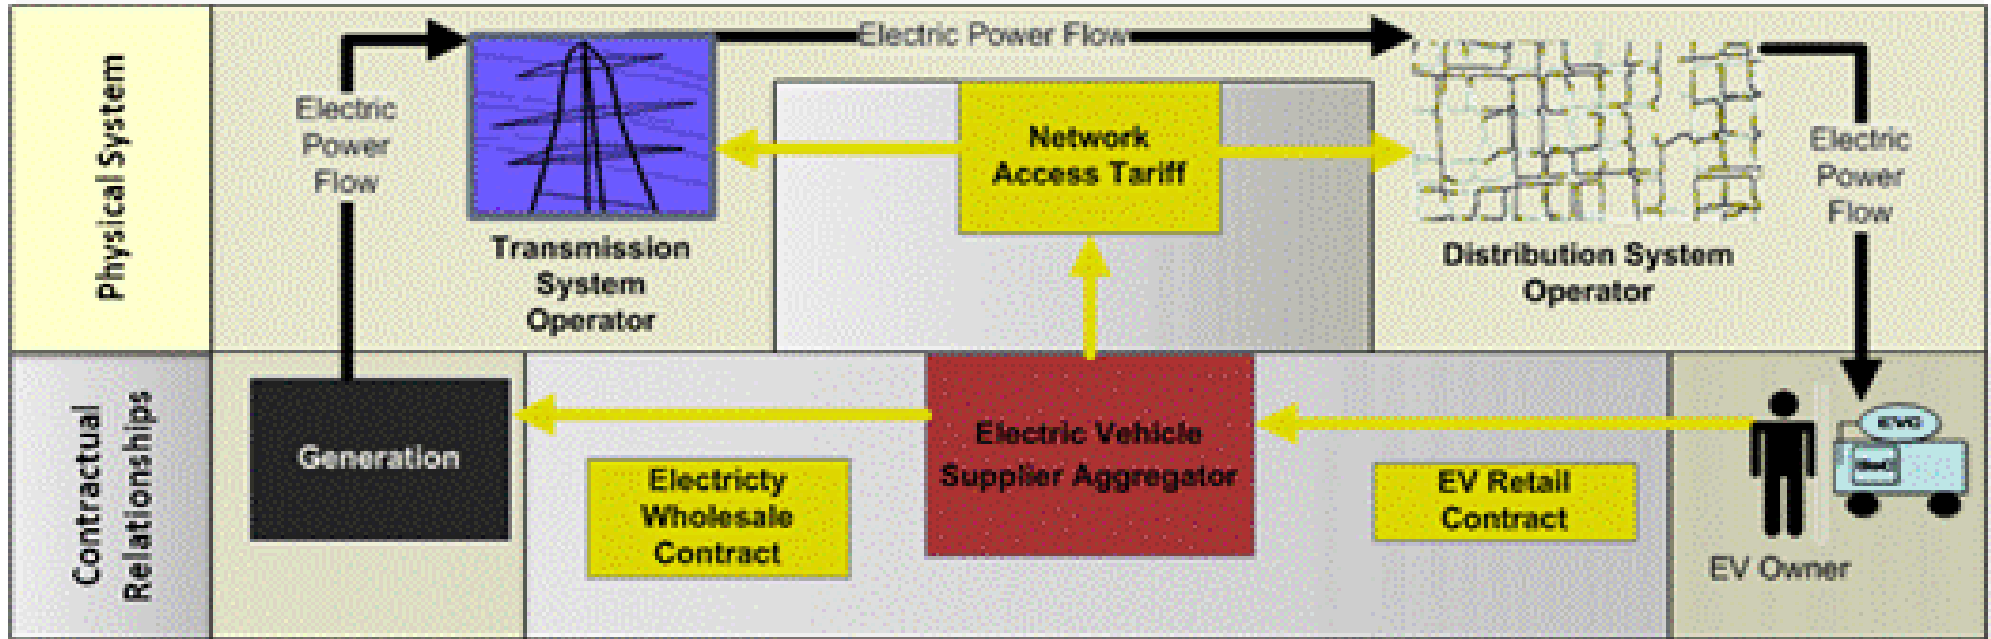 Physical System
Electric
Power
Flow
Electric Power Flow
Network
Access Tariff
Transmission
System
Operator
Distribution System
Operator
Electric
Power
Flow
Contractual
Relationships
Generation
Electricty
Wholesale
Contract
Electric Vehicle
Supplier Aggregator
EV Retail
Contract
EV Owner